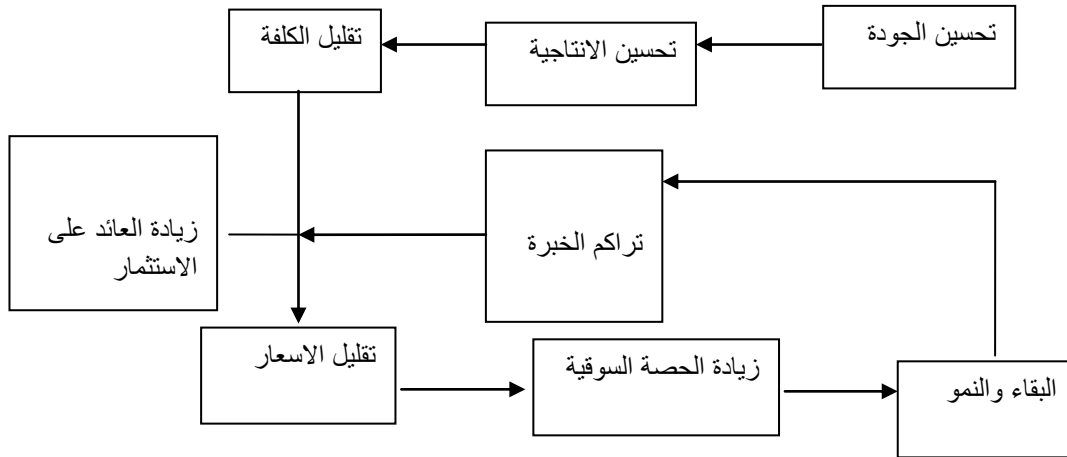 تحسين الجودة
تحسين الانتاجية
تقليل الكلفة
تراكم الخبرة
زيادة العائد على
الاستثمار
تقليل الاسعار
زيادة الحصة السوقية
البقاء والنمو